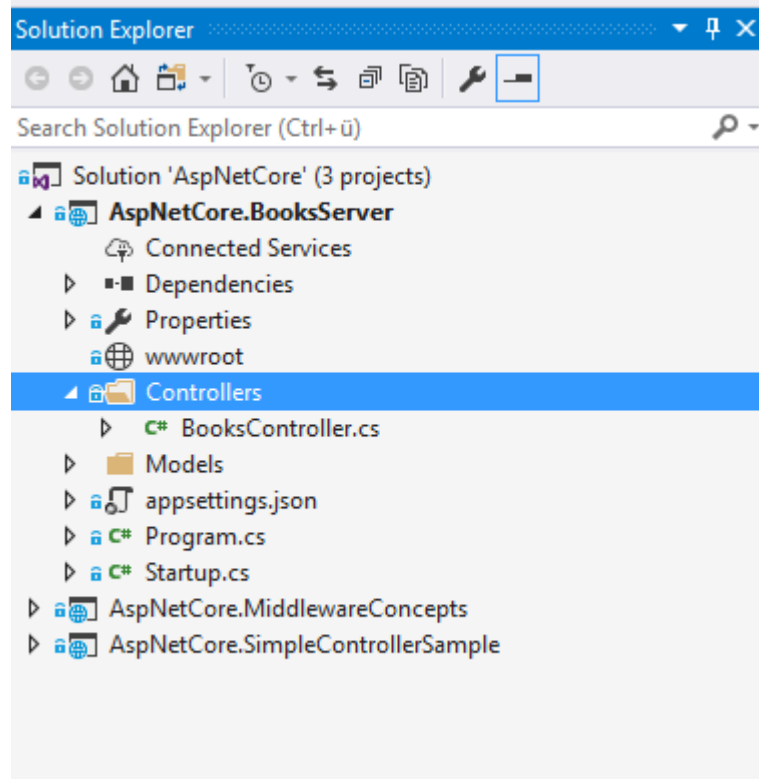 Solution Explorer
Search Solution Explorer (Ctrl+ü)
Solution 'AspNetCore' (3 projects)
AspNetCore.BooksServer
Connected Services
Dependencies
Properties
wwwroot
Controllers
C# BooksController.cs
Models
appsettings.json
C# Program.cs
C# Startup.cs
AspNetCore.MiddlewareConcepts
AspNetCore.SimpleControllerSample